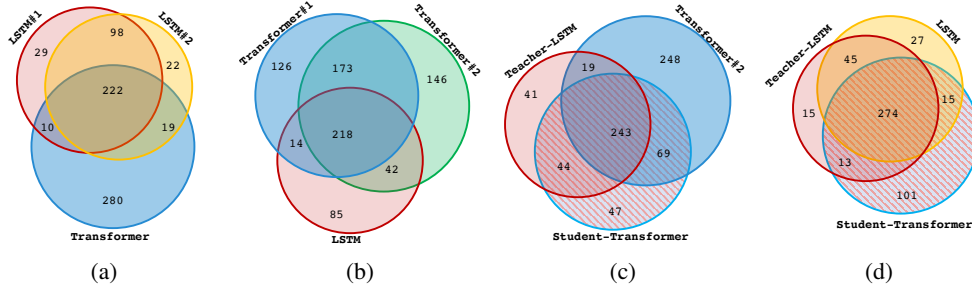 LSTM#1
LSTM#2
29
98
22
222
10
19
280
Transformer
(a)
Transformer#1
Transformer#2
126
173
146
218
14
42
85
LSTM
(b)
Teacher-LSTM
Transformer#2
19
248
41
243
44
69
47
Student-Transformer
(c)
Teacher-LSTM
LSTM
27
45
15
274
15
13
101
Student-Transformer
(d)